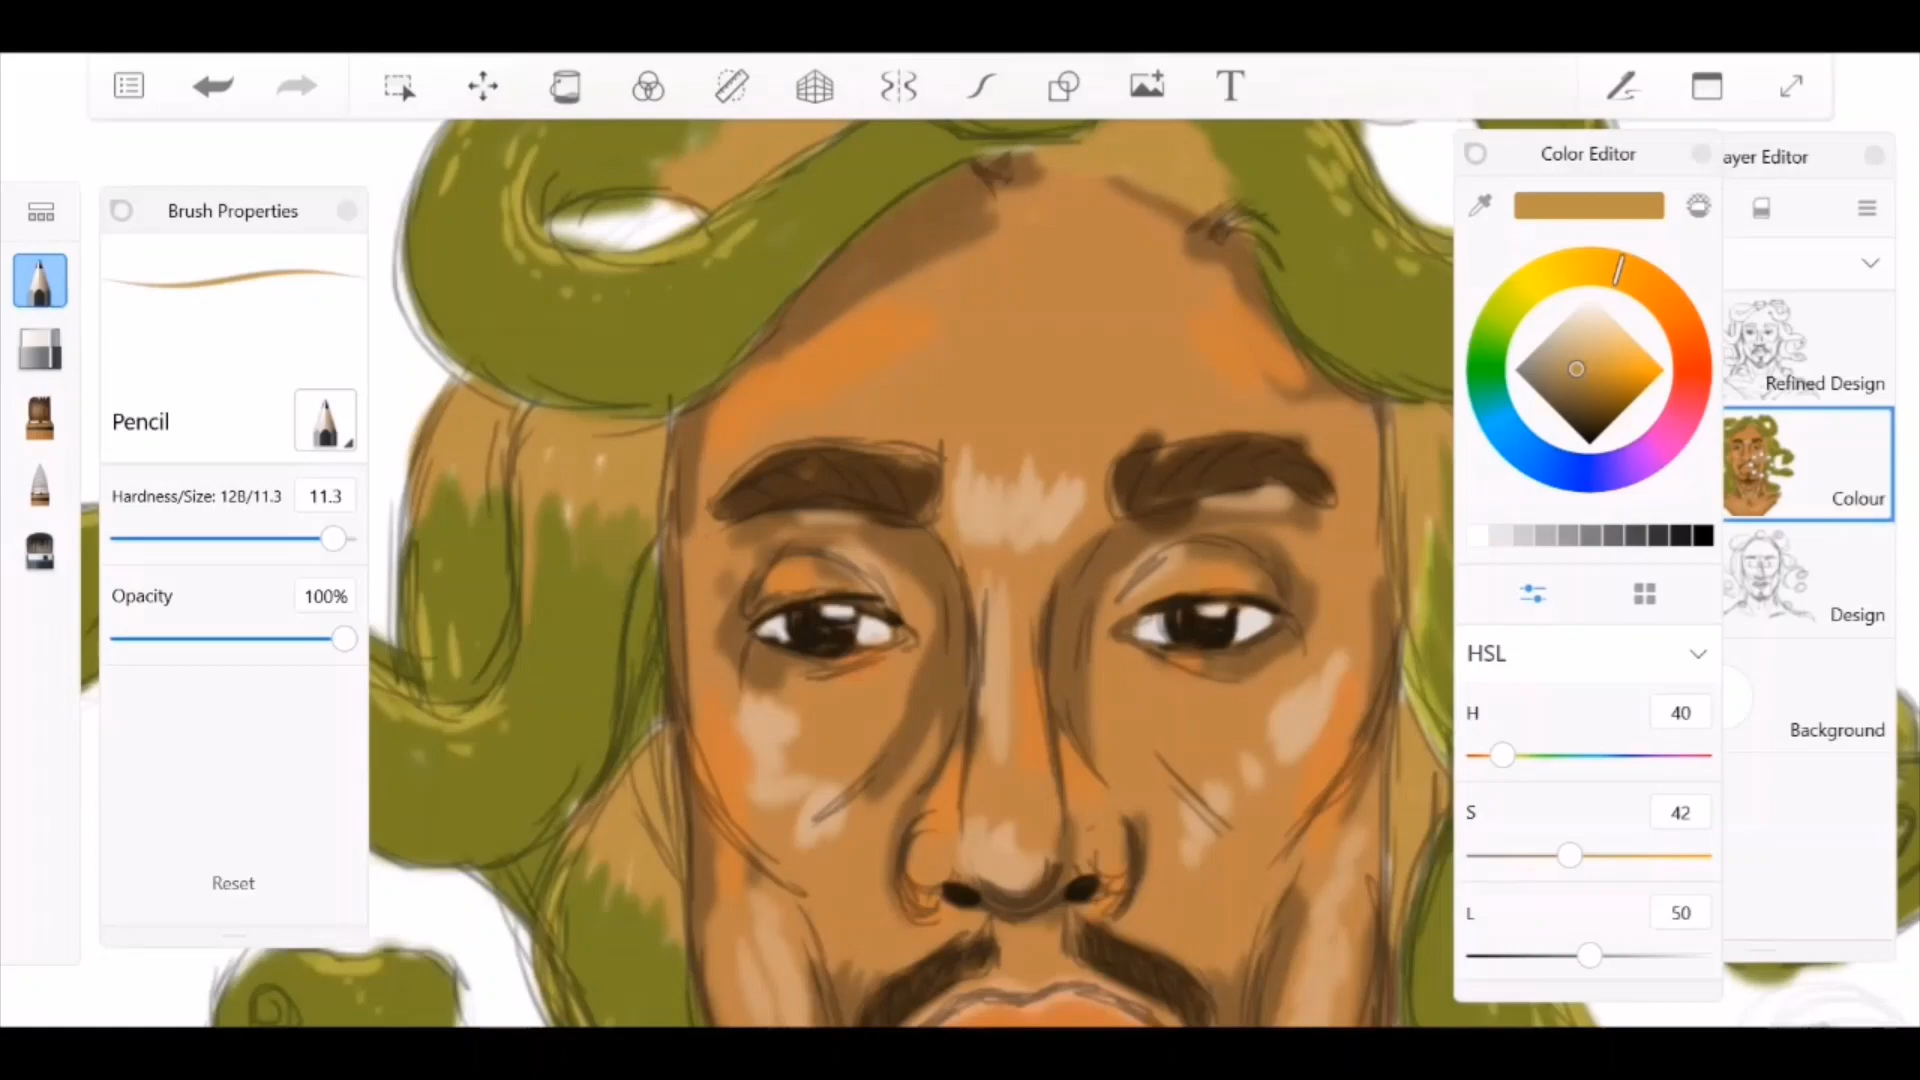 Brush Properties
Pencil
Hardness/Size: 12B/11.3 11.3
Opacity 100%
Reset
Color Editor
HSL
H 40
S 42
L 50
ayer Editor
Refined Design
Colour
Design
Background